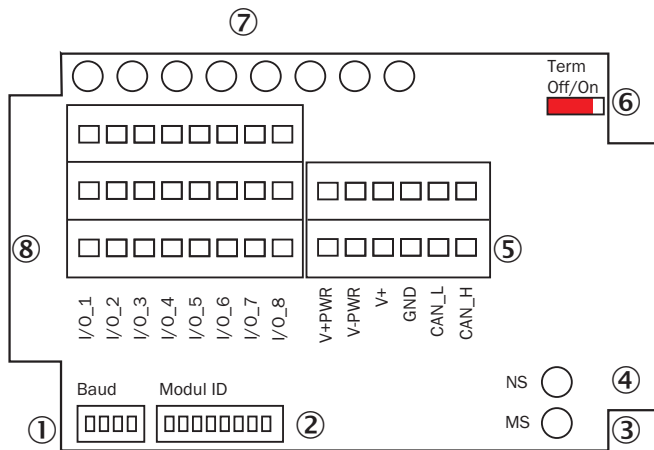 ⑦
Term
Off/On
⑥
⑧
⑤
I/O_1 I/O_2 I/O_3 I/O_4 I/O_5 I/O_6 I/O_7 I/O_8 V+PWR V-PWR V+ GND CAN_L CAN_H
NS ④
Baud Modul ID
① ② MS ③